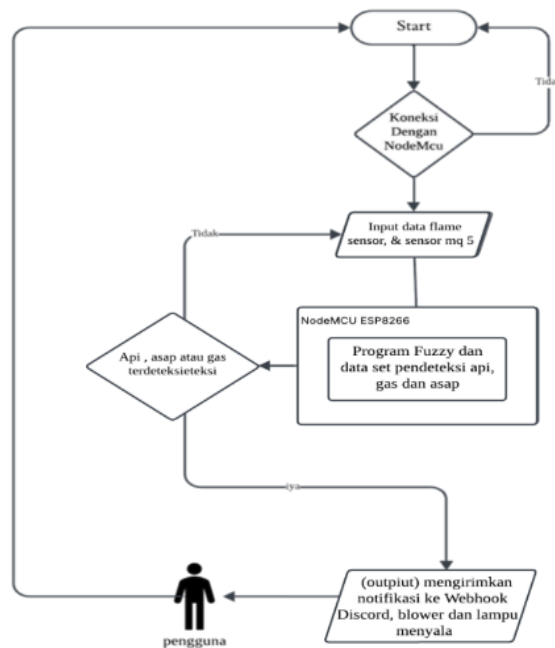 Start
Tida
Koneksi
Dengan
NodeMcu
Input data flame
sensor, & sensor mq 5
Tidak
NodeMCU ESP8266
Program Fuzzy dan
data set pendeteksi api,
gas dan asap
Api , asap atau gas
terdeteksieteksi
iya
(outpiut) mengirimkan
notifikasi ke Webhook
Discord, blower dan lampu
menyala
pengguna